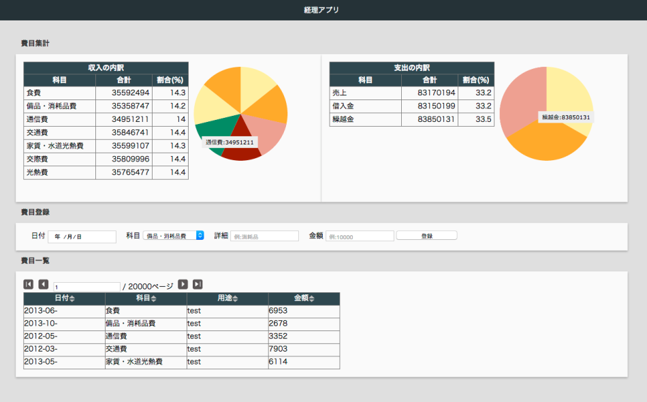 経理アプリ
費目集計
収入の内訳
科目 合計 割合(%)
食費 35592494 14.3
備品・消耗品費 35358747 14.2
通信費 34951211 14
交通費 35846741 14.4
家賃・水道光熱費 35599107 14.3
交際費 35809996 14.4
光熱費 35765477 14.4
通信費:34951211
支出の内訳
科目 合計 割合(%)
売上 83170194 33.2
借入金 83150199 33.2
繰越金 83850131 33.5
繰越金:83850131
費目登録
日付 年 /月/日 科目 備品・消耗品費 詳細 例:消耗品 金額 例:10000 登録
費目一覧
1 / 20000ページ
日付 科目 用途 金額
2013-06- 食費 test 6953
2013-10- 備品・消耗品費 test 2678
2012-05- 通信費 test 3352
2012-03- 交通費 test 7903
2013-05- 家賃・水道光熱費 test 6114